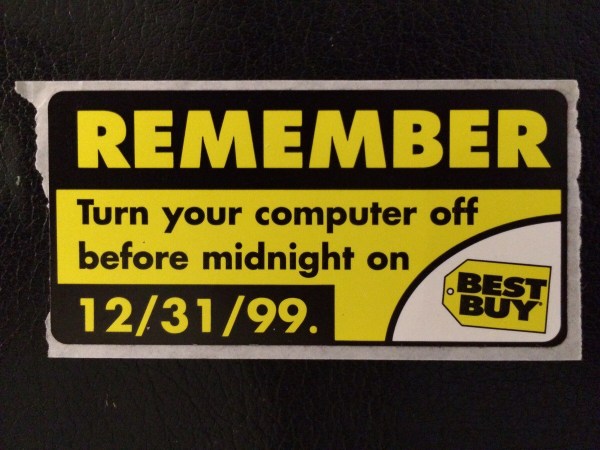 REMEMBER
Turn your computer off
before midnight on
12/31/99.
BEST
BUY